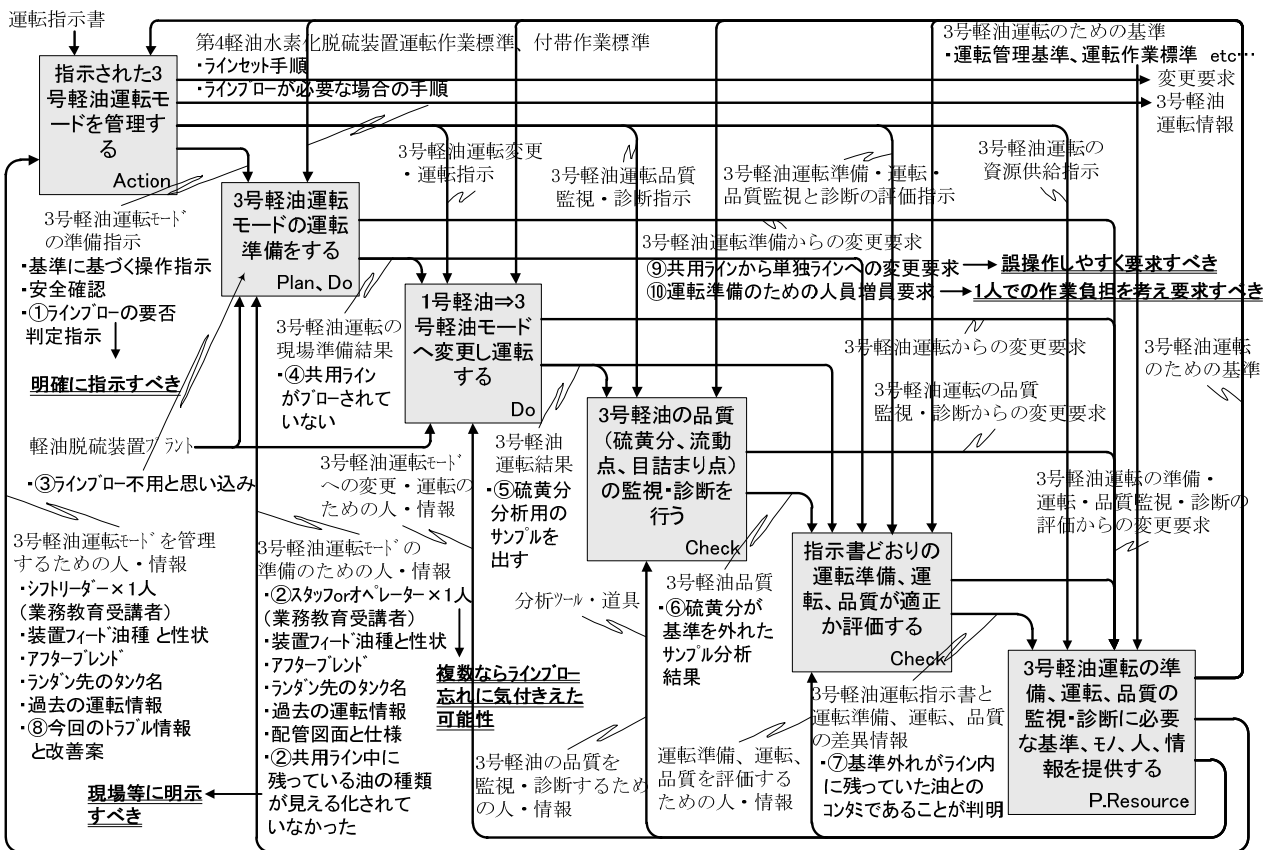 運転指示書
指示された3
号軽油運転モ
ードを管理す
る
Action
第4軽油水素化脱硫装置運転作業標準、付帯作業標準
・ラインセット手順
・ラインブローが必要な場合の手順
3号軽油運転のための基準
・運転管理基準、運転作業標準 etc…
変更要求
3号軽油
運転情報
3号軽油運転ﾓｰﾄﾞ
の準備指示
・基準に基づく操作指示
・安全確認
・①ラインブローの要否
判定指示
明確に指示すべき
3号軽油運転
モードの運転
準備をする
Plan、Do
3号軽油運転変更
・運転指示
3号軽油運転品質
監視・診断指示
3号軽油運転準備・運転・
品質監視と診断の評価指示
3号軽油運転の
資源供給指示
3号軽油運転準備からの変更要求
⑨共用ラインから単独ラインへの変更要求
誤操作しやすく要求すべき
⑩運転準備のための人員増員要求
1人での作業負担を考え要求すべき
3号軽油運転の
現場準備結果
・④共用ライン
がブローされて
いない
1号軽油⇒3
号軽油モード
へ変更し運転
する
Do
3号軽油運転からの変更要求
3号軽油運転の品質
監視・診断からの変更要求
3号軽油運転
のための基準
軽油脱硫装置プラント
・③ラインブロー不用と思い込み
3号軽油運転ﾓｰﾄﾞ
への変更・運転の
ための人・情報
3号軽油
運転結果
・⑤硫黄分
分析用の
サンプルを
出す
3号軽油の品質
（硫黄分、流動
点、目詰まり点）
の監視・診断を
行う
Check
3号軽油運転の準備・
運転・品質監視・診断の
評価からの変更要求
3号軽油運転ﾓｰﾄﾞを管理
するための人・情報
・ｼﾌﾄﾘｰﾀﾞｰ×1人
(業務教育受講者)
・装置ﾌｨｰﾄﾞ油種 と性状
・ｱﾌﾀｰﾌﾞﾚﾝﾄﾞ
・ランダン先のタンク名
・過去の運転情報
・⑧今回のトラブル情報
と改善案
3号軽油運転ﾓｰﾄﾞの
準備のための人・情報
・②スタッフorオペレーター×1人
(業務教育受講者)
・装置フィード油種と性状
・アフターブレンド
・ランダン先のタンク名
・過去の運転情報
・配管図面と仕様
・②共用ライン中に
残っている油の種類
が見える化されて
いなかった
現場等に明示
すべき
複数ならラインブロー
忘れに気付きえた
可能性
分析ツール・道具
3号軽油品質
・⑥硫黄分が
基準を外れた
サンプル分析
結果
指示書どおりの
運転準備、運
転、品質が適正
か評価する
Check
3号軽油の品質を
監視・診断するため
の人・情報
運転準備、運転、
品質を評価する
ための人・情報
3号軽油運転指示書と
運転準備、運転、品質
の差異情報
・⑦基準外れがライン内
に残っていた油との
コンタミであることが判明
3号軽油運転の準
備、運転、品質の
監視・診断に必要
な基準、モノ、人、情
報を提供する
P.Resource